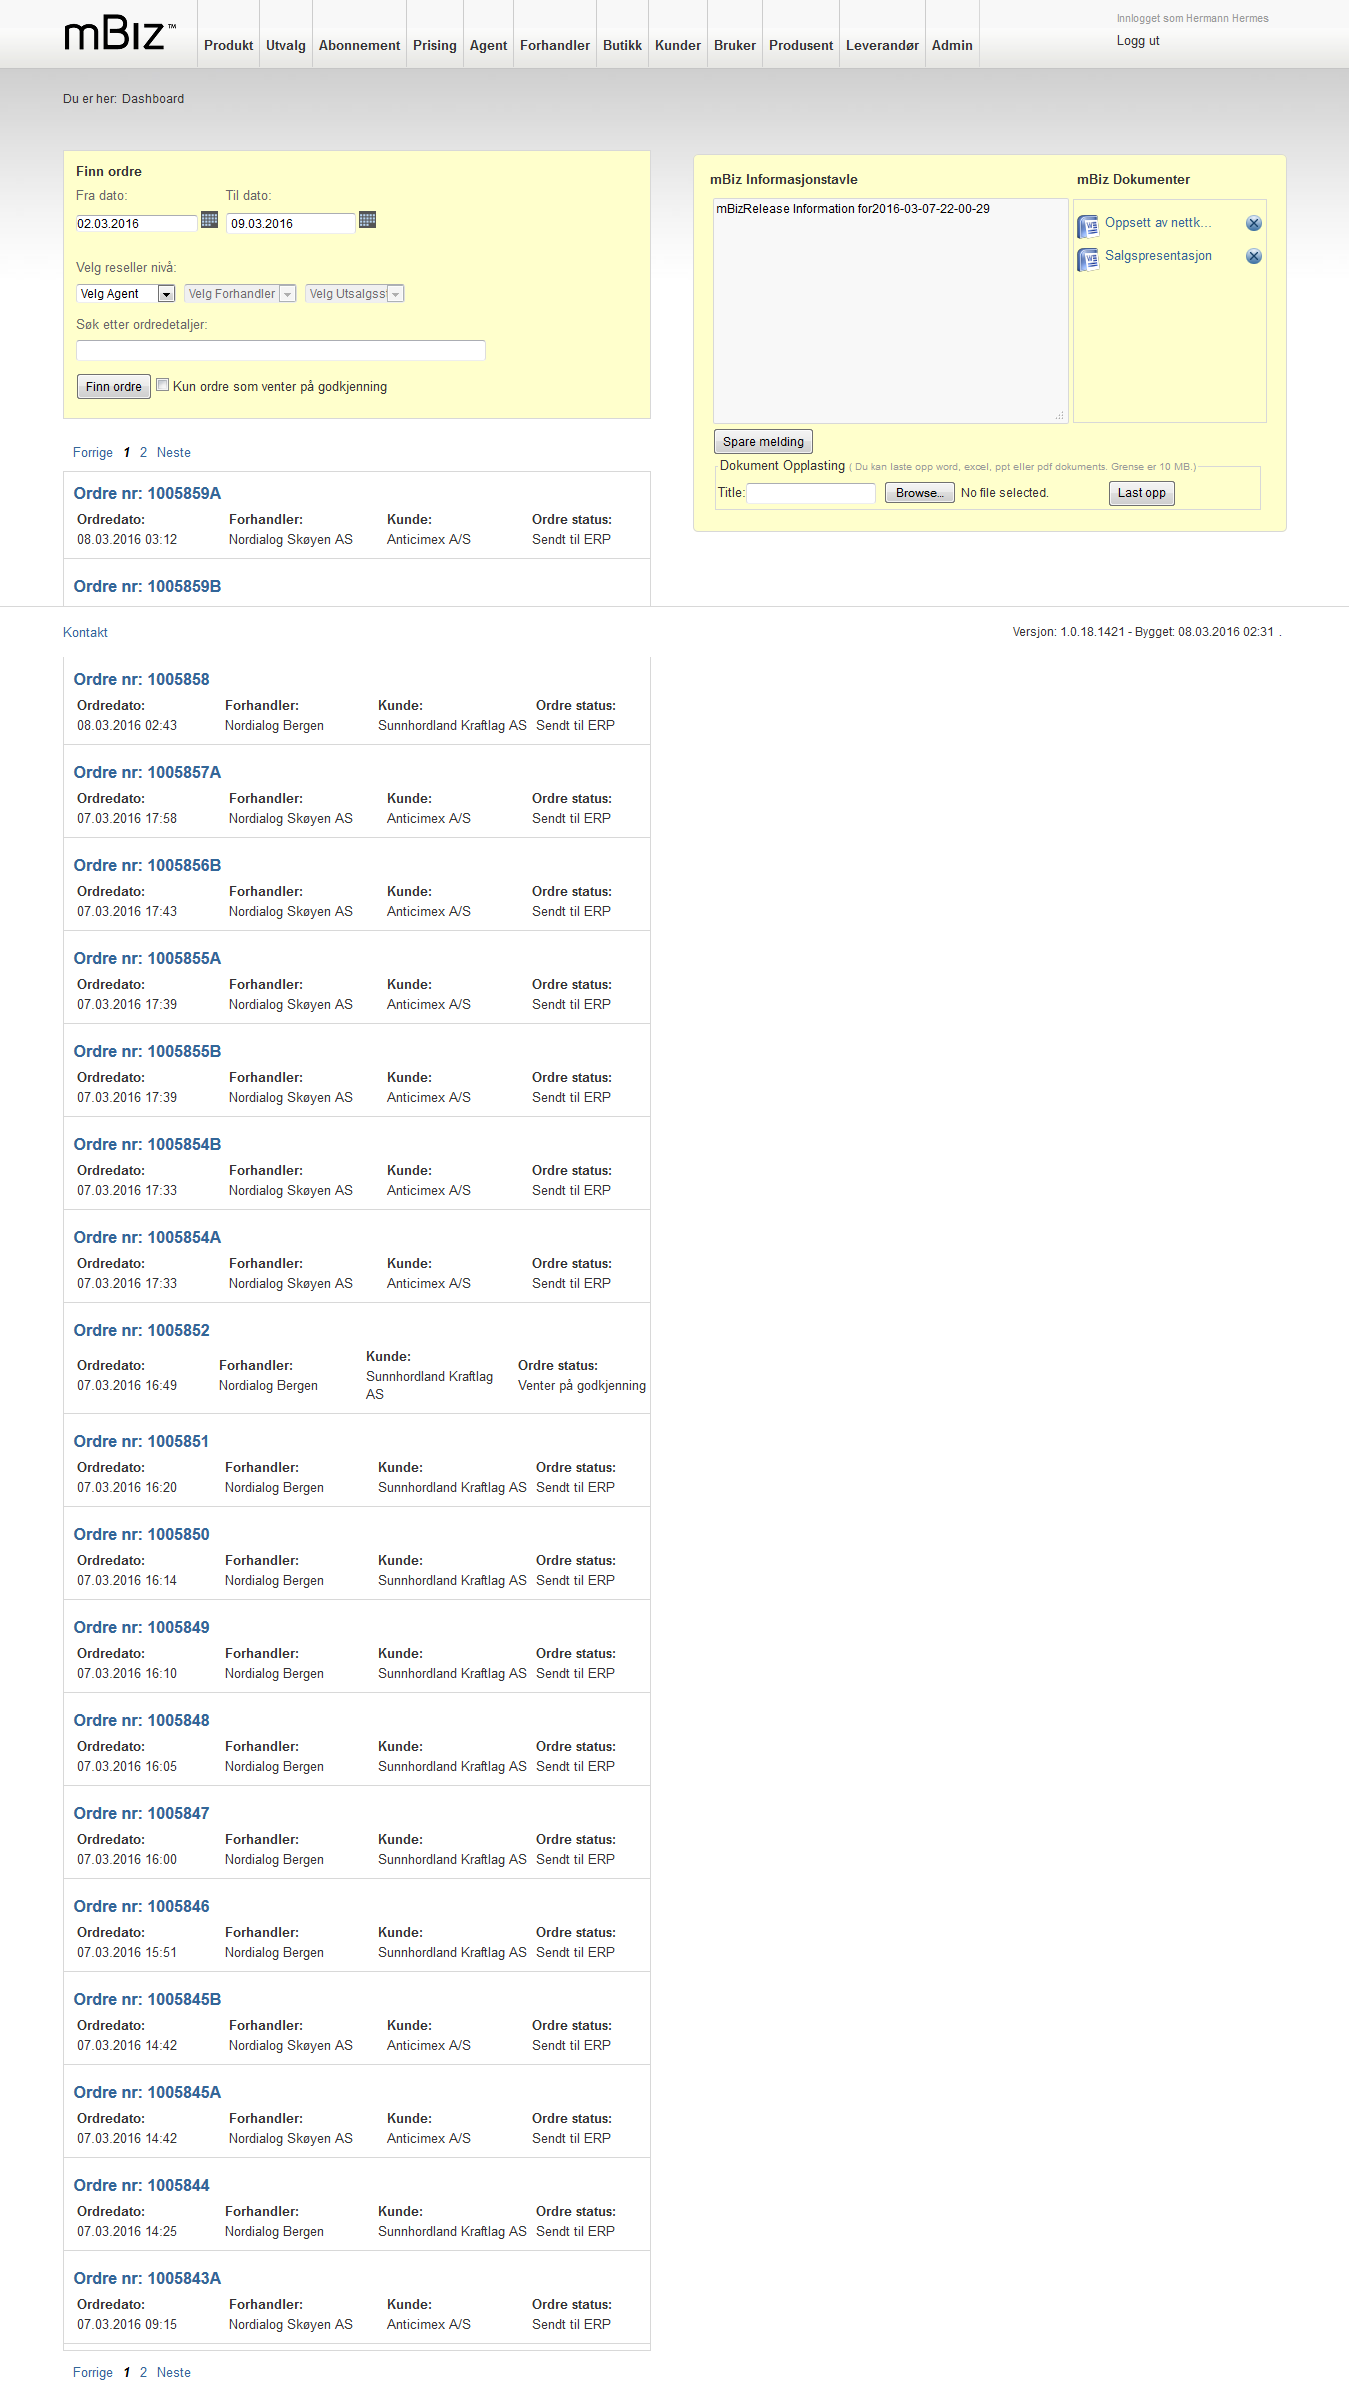 mBiz™
Produkt Utvalg Abonnement Prising Agent Forhandler Butikk Kunder Bruker Produsent Leverandør Admin
Innlogget som Hermann Hermes
Logg ut
Du er her: Dashboard
Finn ordre
Fra dato: Til dato:
02.03.2016 09.03.2016
Velg reseller nivå:
Velg Agent Velg Forhandler Velg Utsalgsst
Søk etter ordredetaljer:
Finn ordre Kun ordre som venter på godkjenning
mBiz Informasjonstavle mBiz Dokumenter
mBizRelease Information for2016-03-07-22-00-29
Oppsett av nettk...
Salgspresentasjon
Spare melding
Dokument Opplasting ( Du kan laste opp word, excel, ppt eller pdf dokuments. Grense er 10 MB.)
Title: Browse... No file selected. Last opp
Forrige 1 2 Neste
Ordre nr: 1005859A
Ordredato: Forhandler: Kunde: Ordre status:
08.03.2016 03:12 Nordialog Skøyen AS Anticimex A/S Sendt til ERP
Ordre nr: 1005859B
Kontakt Versjon: 1.0.18.1421 - Bygget: 08.03.2016 02:31 .
Ordre nr: 1005858
Ordredato: Forhandler: Kunde: Ordre status:
08.03.2016 02:43 Nordialog Bergen Sunnhordland Kraftlag AS Sendt til ERP
Ordre nr: 1005857A
Ordredato: Forhandler: Kunde: Ordre status:
07.03.2016 17:58 Nordialog Skøyen AS Anticimex A/S Sendt til ERP
Ordre nr: 1005856B
Ordredato: Forhandler: Kunde: Ordre status:
07.03.2016 17:43 Nordialog Skøyen AS Anticimex A/S Sendt til ERP
Ordre nr: 1005855A
Ordredato: Forhandler: Kunde: Ordre status:
07.03.2016 17:39 Nordialog Skøyen AS Anticimex A/S Sendt til ERP
Ordre nr: 1005855B
Ordredato: Forhandler: Kunde: Ordre status:
07.03.2016 17:39 Nordialog Skøyen AS Anticimex A/S Sendt til ERP
Ordre nr: 1005854B
Ordredato: Forhandler: Kunde: Ordre status:
07.03.2016 17:33 Nordialog Skøyen AS Anticimex A/S Sendt til ERP
Ordre nr: 1005854A
Ordredato: Forhandler: Kunde: Ordre status:
07.03.2016 17:33 Nordialog Skøyen AS Anticimex A/S Sendt til ERP
Ordre nr: 1005852
Ordredato: Forhandler: Kunde: Ordre status:
07.03.2016 16:49 Nordialog Bergen Sunnhordland Kraftlag AS Venter på godkjenning
Ordre nr: 1005851
Ordredato: Forhandler: Kunde: Ordre status:
07.03.2016 16:20 Nordialog Bergen Sunnhordland Kraftlag AS Sendt til ERP
Ordre nr: 1005850
Ordredato: Forhandler: Kunde: Ordre status:
07.03.2016 16:14 Nordialog Bergen Sunnhordland Kraftlag AS Sendt til ERP
Ordre nr: 1005849
Ordredato: Forhandler: Kunde: Ordre status:
07.03.2016 16:10 Nordialog Bergen Sunnhordland Kraftlag AS Sendt til ERP
Ordre nr: 1005848
Ordredato: Forhandler: Kunde: Ordre status:
07.03.2016 16:05 Nordialog Bergen Sunnhordland Kraftlag AS Sendt til ERP
Ordre nr: 1005847
Ordredato: Forhandler: Kunde: Ordre status:
07.03.2016 16:00 Nordialog Bergen Sunnhordland Kraftlag AS Sendt til ERP
Ordre nr: 1005846
Ordredato: Forhandler: Kunde: Ordre status:
07.03.2016 15:51 Nordialog Bergen Sunnhordland Kraftlag AS Sendt til ERP
Ordre nr: 1005845B
Ordredato: Forhandler: Kunde: Ordre status:
07.03.2016 14:42 Nordialog Skøyen AS Anticimex A/S Sendt til ERP
Ordre nr: 1005845A
Ordredato: Forhandler: Kunde: Ordre status:
07.03.2016 14:42 Nordialog Skøyen AS Anticimex A/S Sendt til ERP
Ordre nr: 1005844
Ordredato: Forhandler: Kunde: Ordre status:
07.03.2016 14:25 Nordialog Bergen Sunnhordland Kraftlag AS Sendt til ERP
Ordre nr: 1005843A
Ordredato: Forhandler: Kunde: Ordre status:
07.03.2016 09:15 Nordialog Skøyen AS Anticimex A/S Sendt til ERP
Forrige 1 2 Neste